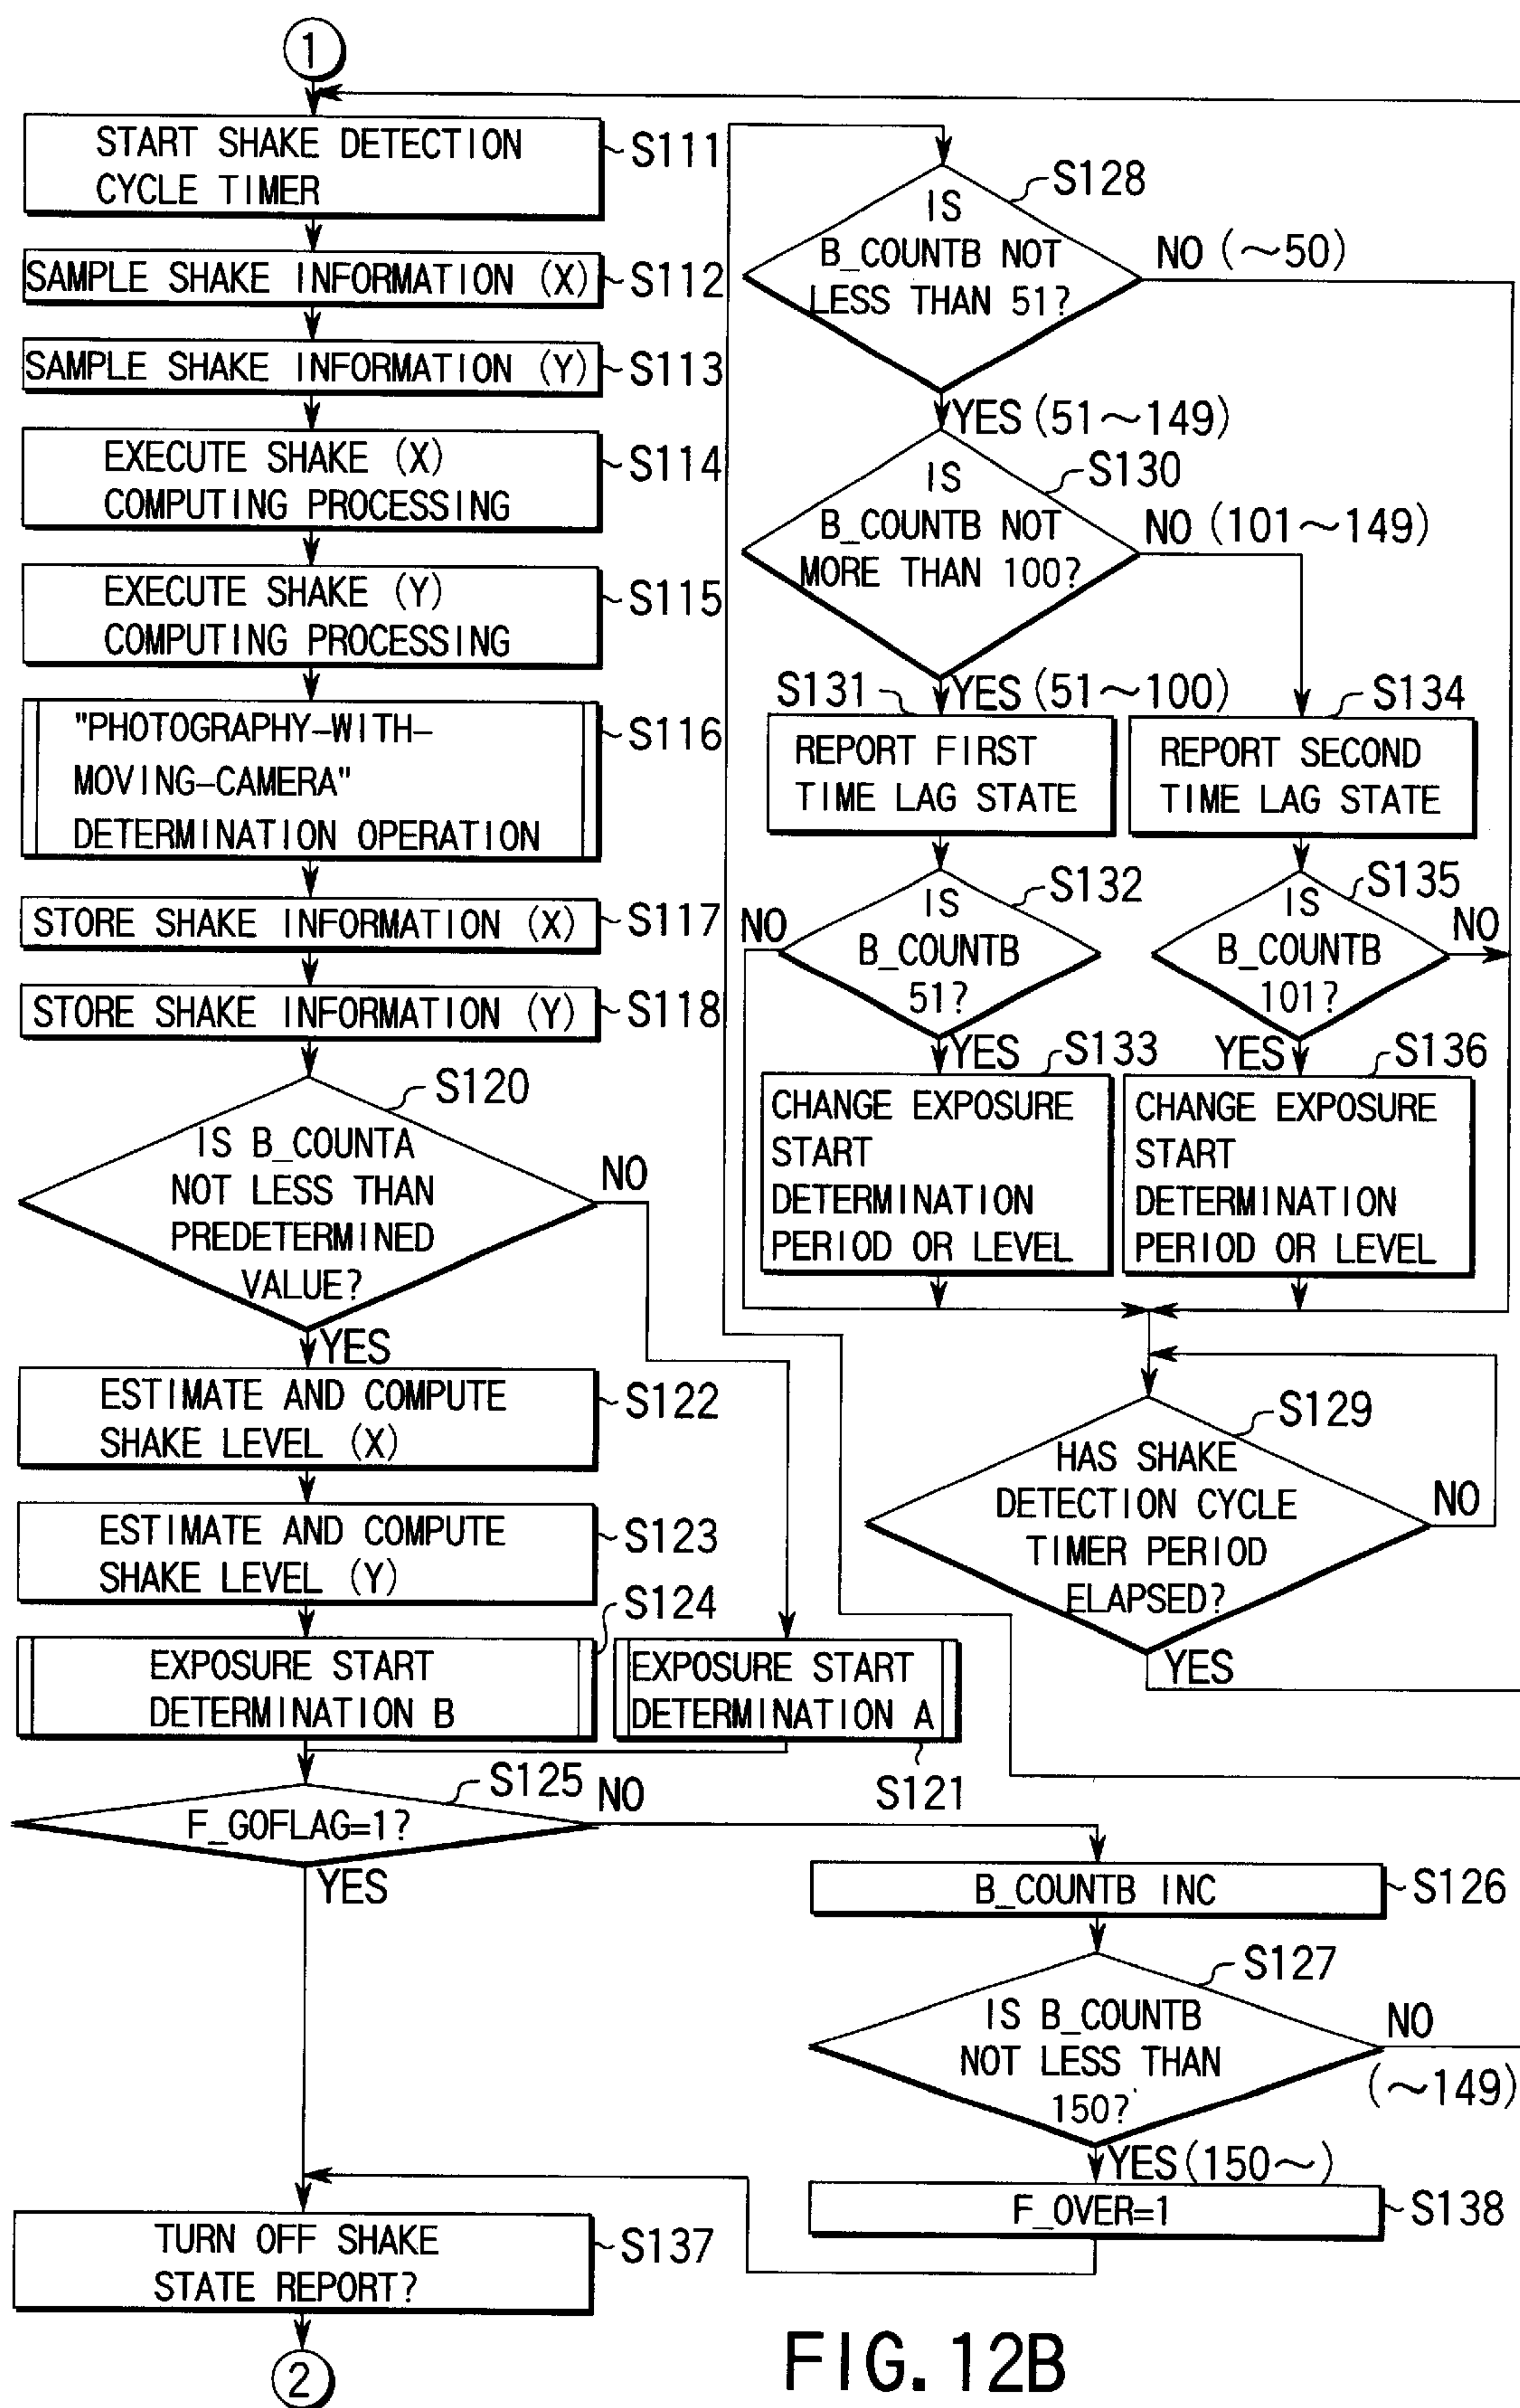 1
START SHAKE DETECTION
CYCLE TIMER
S111
SAMPLE SHAKE INFORMATION (X)
S112
SAMPLE SHAKE INFORMATION (Y)
S113
EXECUTE SHAKE (X)
COMPUTING PROCESSING
S114
EXECUTE SHAKE (Y)
COMPUTING PROCESSING
S115
"PHOTOGRAPHY-WITH-
MOVING-CAMERA"
DETERMINATION OPERATION
S116
STORE SHAKE INFORMATION (X)
S117
STORE SHAKE INFORMATION (Y)
S118
S120
IS B_COUNTA
NOT LESS THAN
PREDETERMINED
VALUE?
NO
YES
ESTIMATE AND COMPUTE
SHAKE LEVEL (X)
S122
ESTIMATE AND COMPUTE
SHAKE LEVEL (Y)
S123
S124
EXPOSURE START
DETERMINATION B
EXPOSURE START
DETERMINATION A
S121
S125
F_GOFLAG=1?
NO
YES
B_COUNTB INC
S126
S127
IS B_COUNTB
NOT LESS THAN
150?
NO
(~149)
YES (150~)
F_OVER=1
S138
TURN OFF SHAKE
STATE REPORT?
S137
2
S128
IS
B_COUNTB NOT
LESS THAN 51?
NO (~50)
YES (51~149)
S130
IS
B_COUNTB NOT
MORE THAN 100?
NO (101~149)
YES (51~100)
S131
REPORT FIRST
TIME LAG STATE
S134
REPORT SECOND
TIME LAG STATE
S132
IS
B_COUNTB
51?
NO
YES
S135
IS
B_COUNTB
101?
NO
YES
S133
CHANGE EXPOSURE
START
DETERMINATION
PERIOD OR LEVEL
S136
CHANGE EXPOSURE
START
DETERMINATION
PERIOD OR LEVEL
S129
HAS SHAKE
DETECTION CYCLE
TIMER PERIOD
ELAPSED?
NO
YES
FIG. 12B